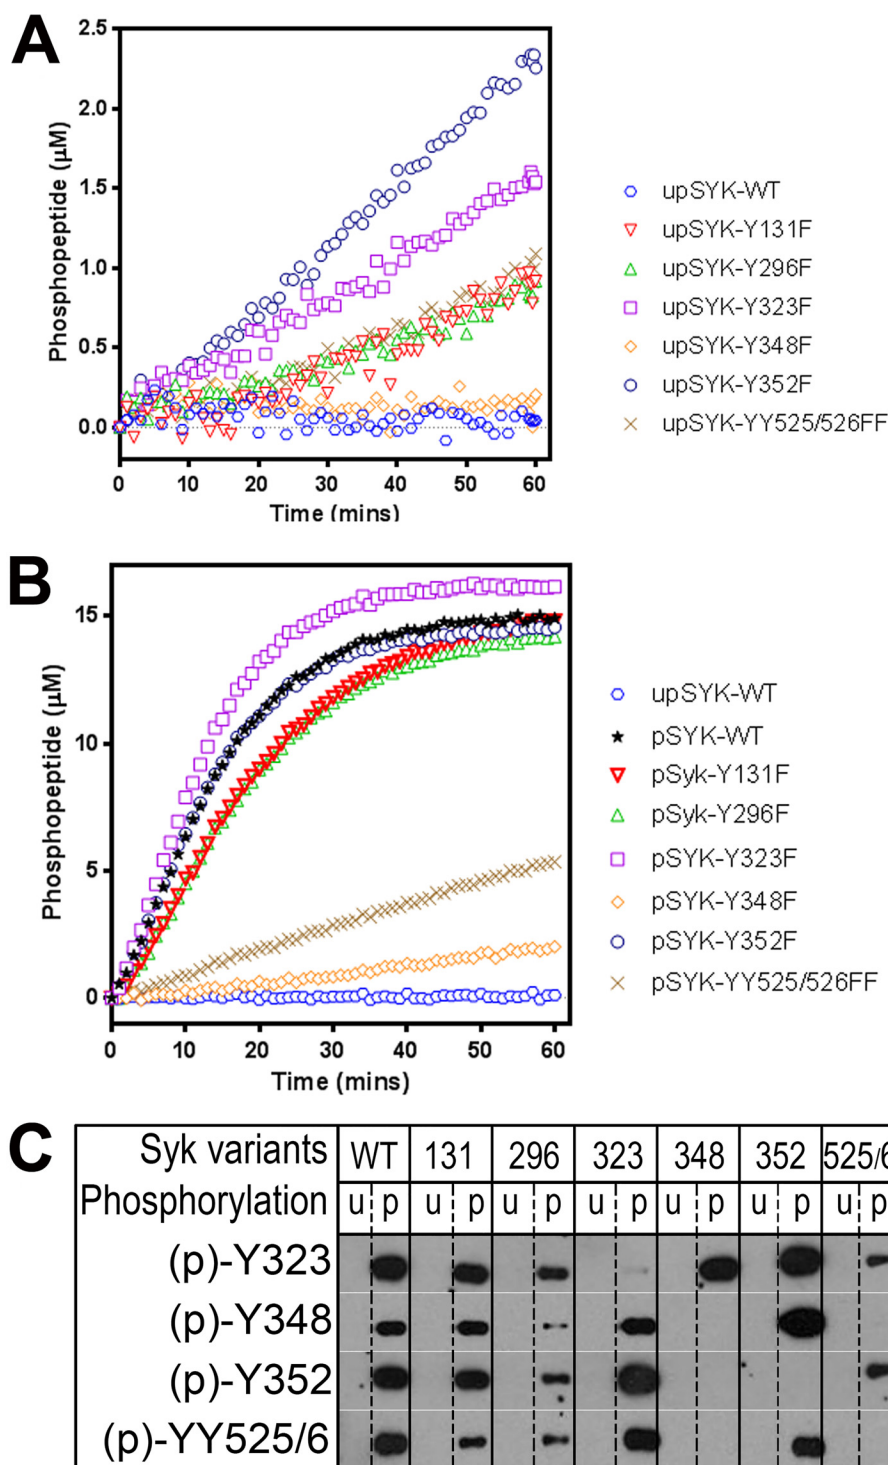 A
2.5
2.0
1.5
1.0
0.5
0.0
Phosphopeptide (µM)
0 10 20 30 40 50 60
Time (mins)
upSYK-WT
upSYK-Y131F
upSYK-Y296F
upSYK-Y323F
upSYK-Y348F
upSYK-Y352F
upSYK-YY525/526FF
B
15
10
5
0
Phosphopeptide (µM)
0 10 20 30 40 50 60
Time (mins)
upSYK-WT
pSYK-WT
pSyk-Y131F
pSyk-Y296F
pSYK-Y323F
pSYK-Y348F
pSYK-Y352F
pSYK-YY525/526FF
C
Syk variants WT 131 296 323 348 352 525/6
Phosphorylation u p u p u p u p u p u p u p
(p)-Y323
(p)-Y348
(p)-Y352
(p)-YY525/6